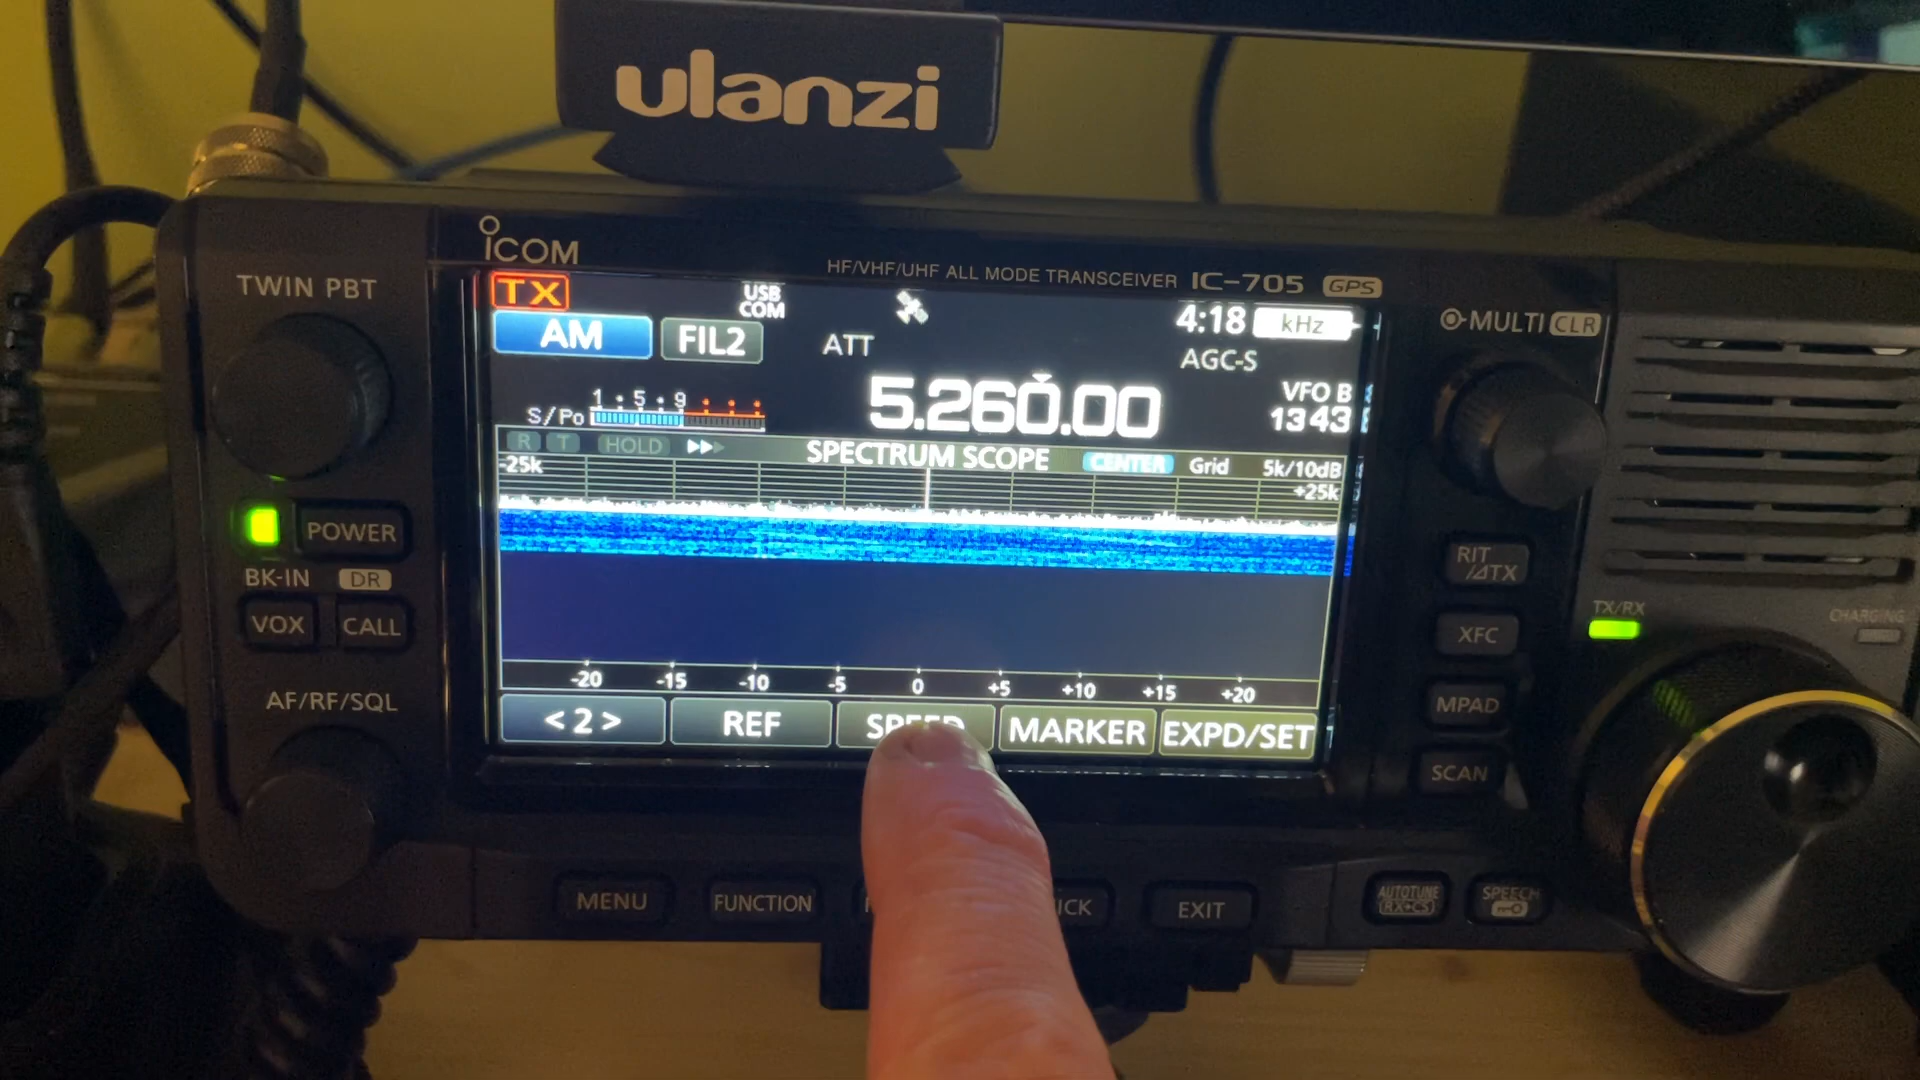 ulanzi
ICOM
HF/VHF/UHF ALL MODE TRANSCEIVER IC-705 GPS
TWIN PBT
TX
USB
COM
4:18 kHz
MULTI CLR
AM FIL2 ATT
AGC-S
5.260.00
VFO B
1343
S/Po 1 5 9
R T HOLD
SPECTRUM SCOPE CENTER Grid 5k/10dB
-25k +25k
POWER
BK-IN DR
VOX CALL
RIT
/ΔTX
TX/RX
CHARGING
XFC
MPAD
SCAN
AF/RF/SQL
-20 -15 -10 -5 0 +5 +10 +15 +20
<2> REF SPEED MARKER EXPD/SET
MENU FUNCTION EXIT
AUTOTUNE
RX→CS
SPEECH